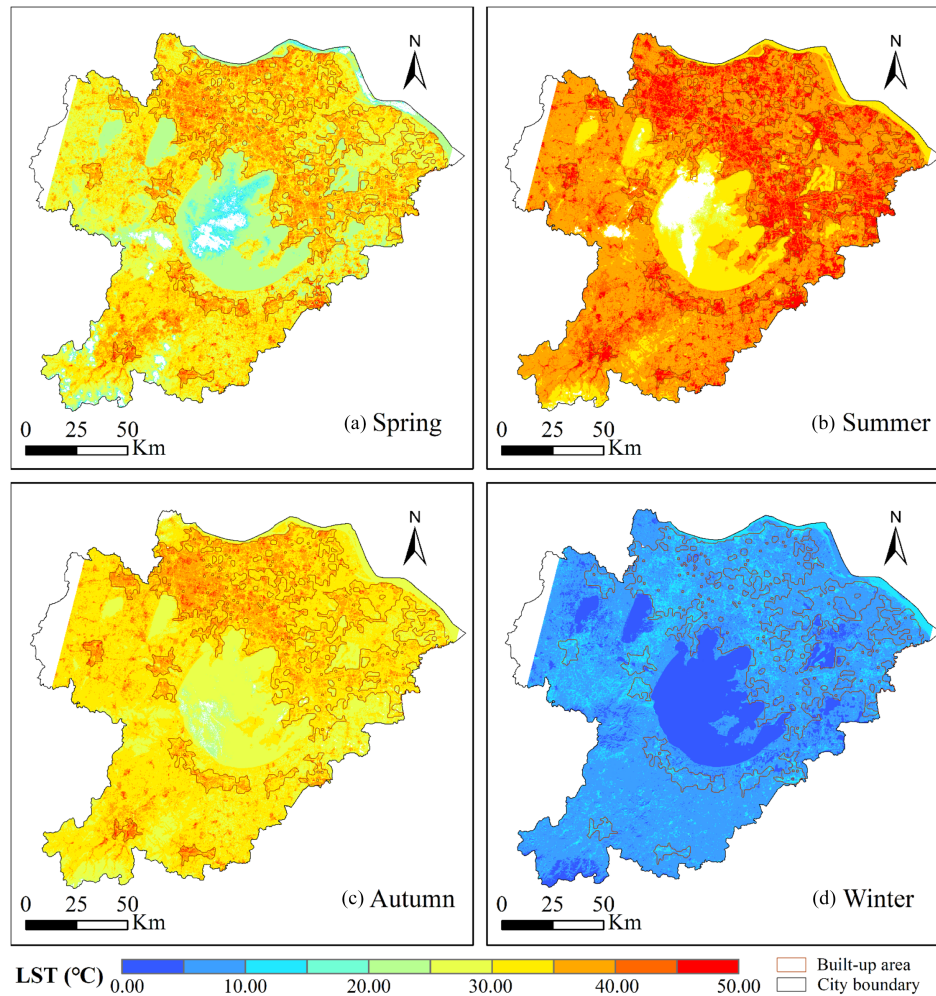 N
N
(a) Spring
(b) Summer
0 25 50
Km
0 25 50
Km
N
N
(c) Autumn
(d) Winter
0 25 50
Km
0 25 50
Km
LST (℃)
0.00 10.00 20.00 30.00 40.00 50.00
Built-up area
City boundary